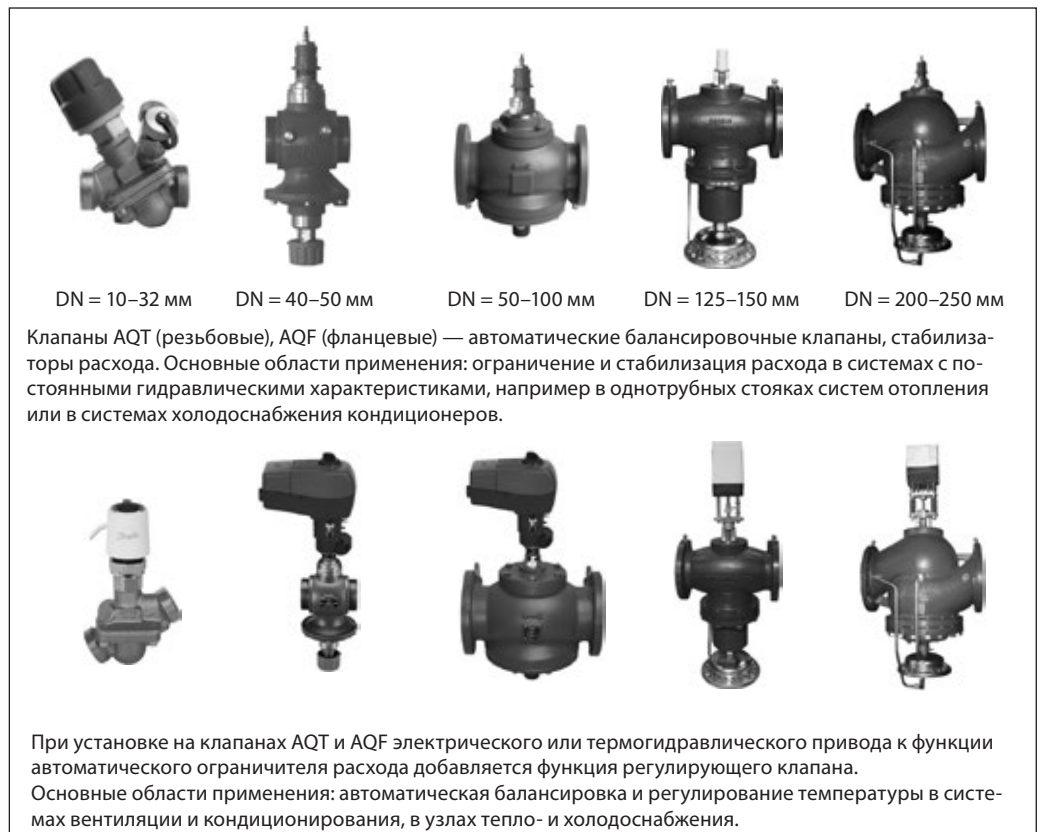 DN = 10–32 мм DN = 40–50 мм DN = 50–100 мм DN = 125–150 мм DN = 200–250 мм
Клапаны AQT (резьбовые), AQF (фланцевые) — автоматические балансировочные клапаны, стабилиза-
торы расхода. Основные области применения: ограничение и стабилизация расхода в системах с по-
стоянными гидравлическими характеристиками, например в однотрубных стояках систем отопления
или в системах холодоснабжения кондиционеров.
Danfoss
При установке на клапанах AQT и AQF электрического или термогидравлического привода к функции
автоматического ограничителя расхода добавляется функция регулирующего клапана.
Основные области применения: автоматическая балансировка и регулирование температуры в систе-
мах вентиляции и кондиционирования, в узлах тепло- и холодоснабжения.